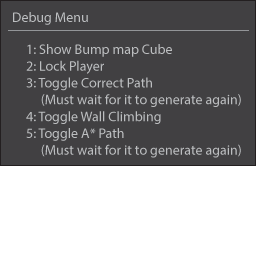 Debug Menu
1: Show Bump map Cube
2: Lock Player
3: Toggle Correct Path
(Must wait for it to generate again)
4: Toggle Wall Climbing
5: Toggle A* Path
(Must wait for it to generate again)